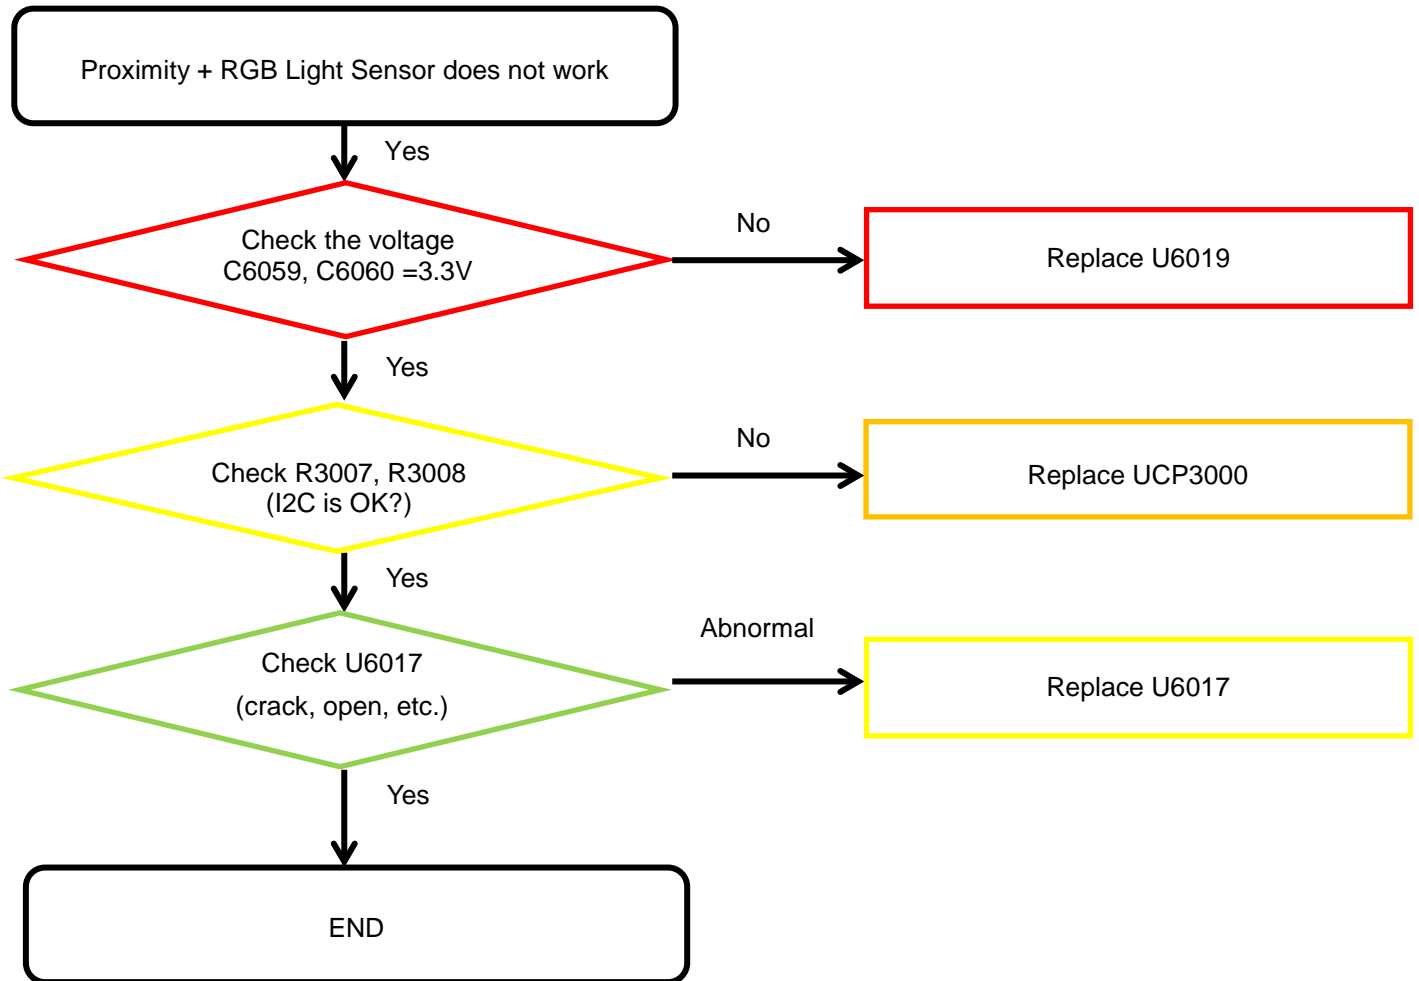 Proximity + RGB Light Sensor does not work
Yes
Check the voltage
C6059, C6060 =3.3V
No
Replace U6019
Yes
Check R3007, R3008
(I2C is OK?)
No
Replace UCP3000
Yes
Check U6017
(crack, open, etc.)
Abnormal
Replace U6017
Yes
END